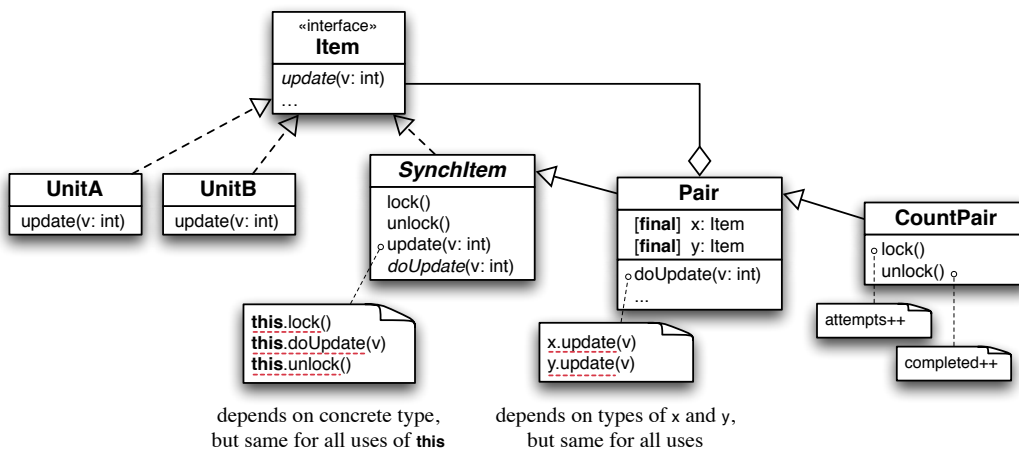 «interface»
Item
update(v: int)
...
UnitA
update(v: int)
UnitB
update(v: int)
SynchItem
lock()
unlock()
update(v: int)
doUpdate(v: int)
Pair
[final] x: Item
[final] y: Item
doUpdate(v: int)
...
CountPair
lock()
unlock()
this.lock()
this.doUpdate(v)
this.unlock()
x.update(v)
y.update(v)
attempts++
completed++
depends on concrete type,
but same for all uses of this
depends on types of x and y,
but same for all uses